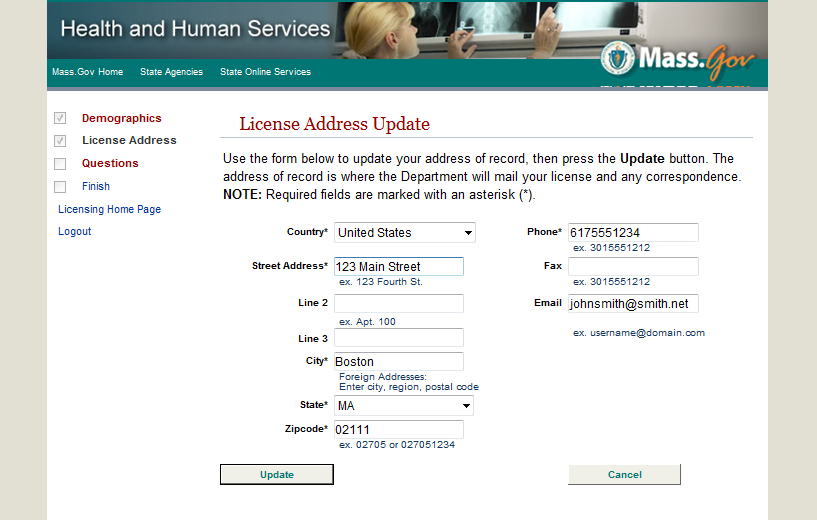 Health and Human Services
Mass.Gov
Mass.Gov Home State Agencies State Online Services
Demographics
License Address
Questions
Finish
Licensing Home Page
Logout
License Address Update
Use the form below to update your address of record, then press the Update button. The
address of record is where the Department will mail your license and any correspondence.
NOTE: Required fields are marked with an asterisk (*).
Country* United States
Phone* 6175551234
ex. 3015551212
Street Address* 123 Main Street
ex. 123 Fourth St.
Fax
ex. 3015551212
Line 2
ex. Apt. 100
Email johnsmith@smith.net
ex. username@domain.com
Line 3
City* Boston
Foreign Addresses:
Enter city, region, postal code
State* MA
Zipcode* 02111
ex. 02705 or 027051234
Update Cancel